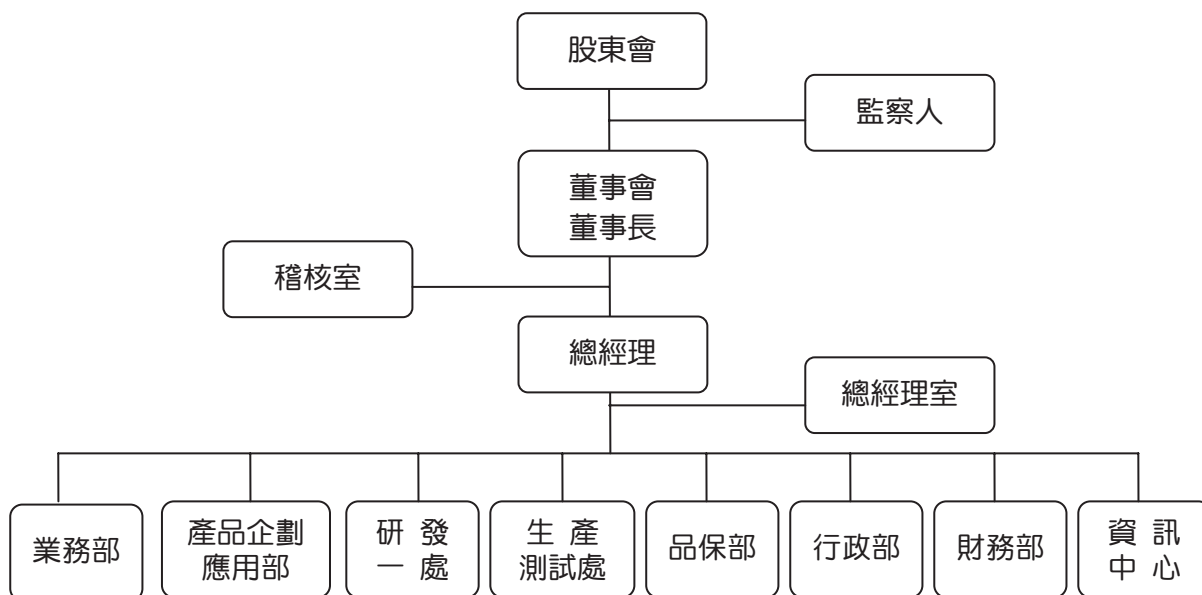 股東會
監察人
董事會
董事長
稽核室
總經理
總經理室
業務部
產品企劃
應用部
研 發
一 處
生 產
測試處
品保部
行政部
財務部
資 訊
中 心